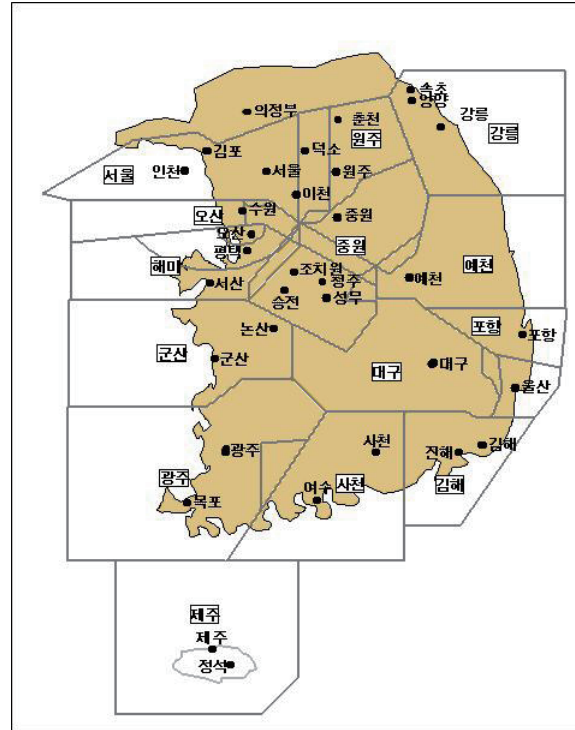 속초
양양
의정부
춘천
강릉
강릉
원주
김포
덕소
서울
인천
서울
원주
이천
오산
수원
중원
오산
중원
평택
해미
조치원
예천
서산
정주
예천
승전
성무
논산
포항
포항
군산
군산
대구
대구
울산
광주
사천
김해
진해
광주
여수
사천
김해
목포
제주
제주
정석